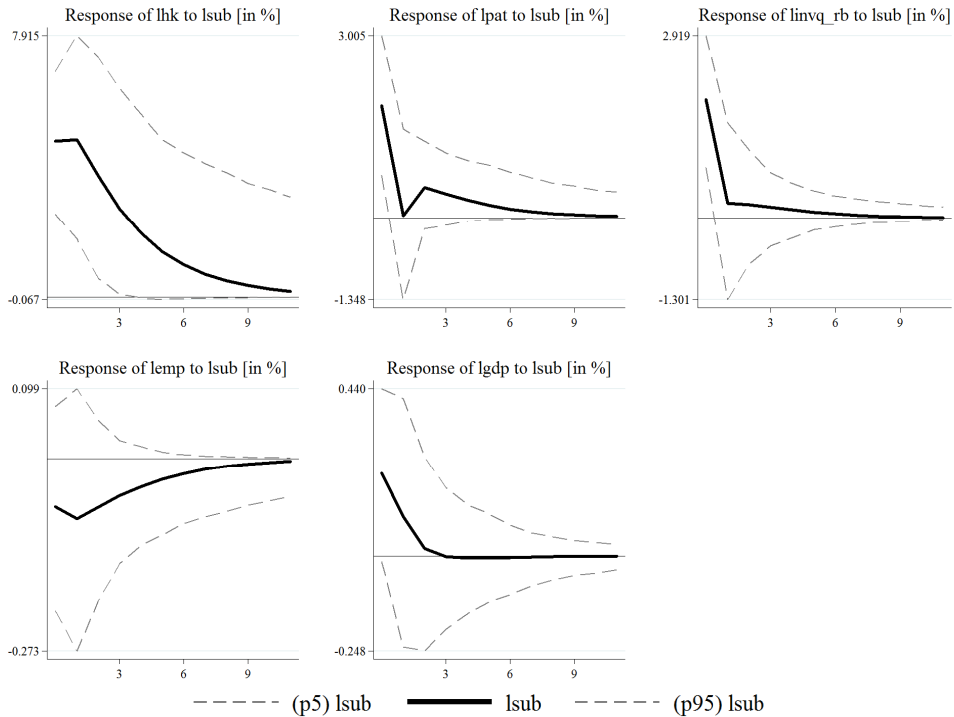 Response of lhk to lsub [in %]
7.915
-0.067
3 6 9
Response of lpat to lsub [in %]
3.005
-1.348
3 6 9
Response of linvq_rb to lsub [in %]
2.919
-1.301
3 6 9
Response of lemp to lsub [in %]
0.099
-0.273
3 6 9
Response of lgdp to lsub [in %]
0.440
-0.248
3 6 9
(p5) lsub lsub (p95) lsub